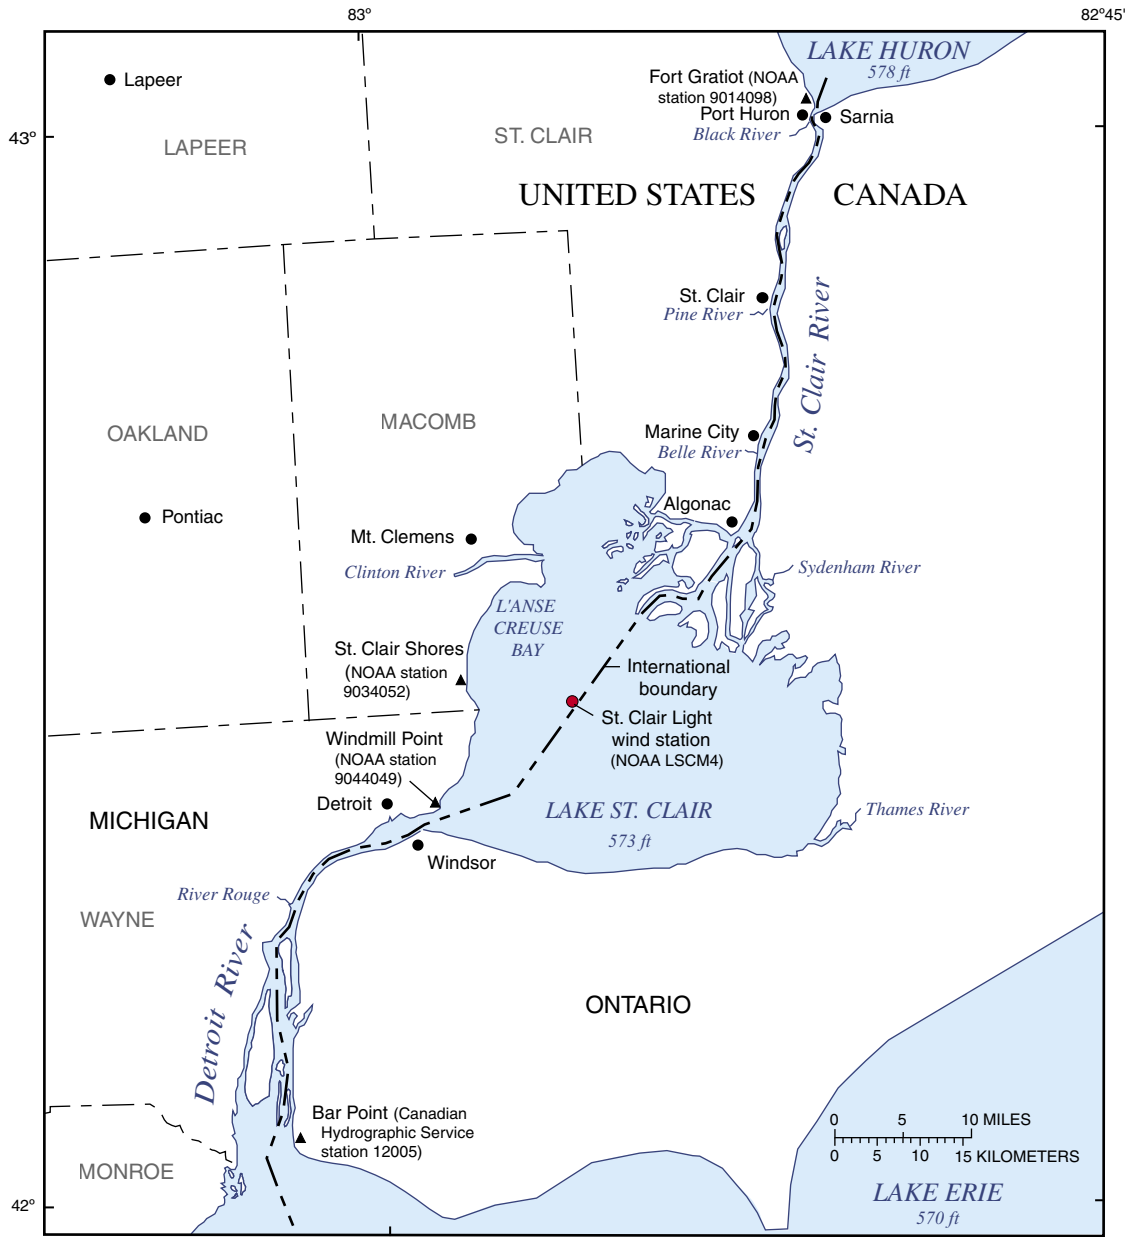 83°
82°45'
LAKE HURON
578 ft
Lapeer
Fort Gratiot (NOAA
station 9014098)
Port Huron
Sarnia
Black River
43°
LAPEER
ST. CLAIR
UNITED STATES
CANADA
St. Clair
Pine River
St. Clair River
OAKLAND
MACOMB
Marine City
Belle River
Algonac
Pontiac
Mt. Clemens
Clinton River
Sydenham River
L'ANSE
CREUSE
BAY
St. Clair Shores
(NOAA station
9034052)
International
boundary
St. Clair Light
wind station
(NOAA LSCM4)
Windmill Point
(NOAA station
9044049)
Detroit
MICHIGAN
LAKE ST. CLAIR
573 ft
Thames River
Windsor
River Rouge
WAYNE
Detroit River
ONTARIO
Bar Point (Canadian
Hydrographic Service
station 12005)
0 5 10 MILES
0 5 10 15 KILOMETERS
MONROE
LAKE ERIE
570 ft
42°